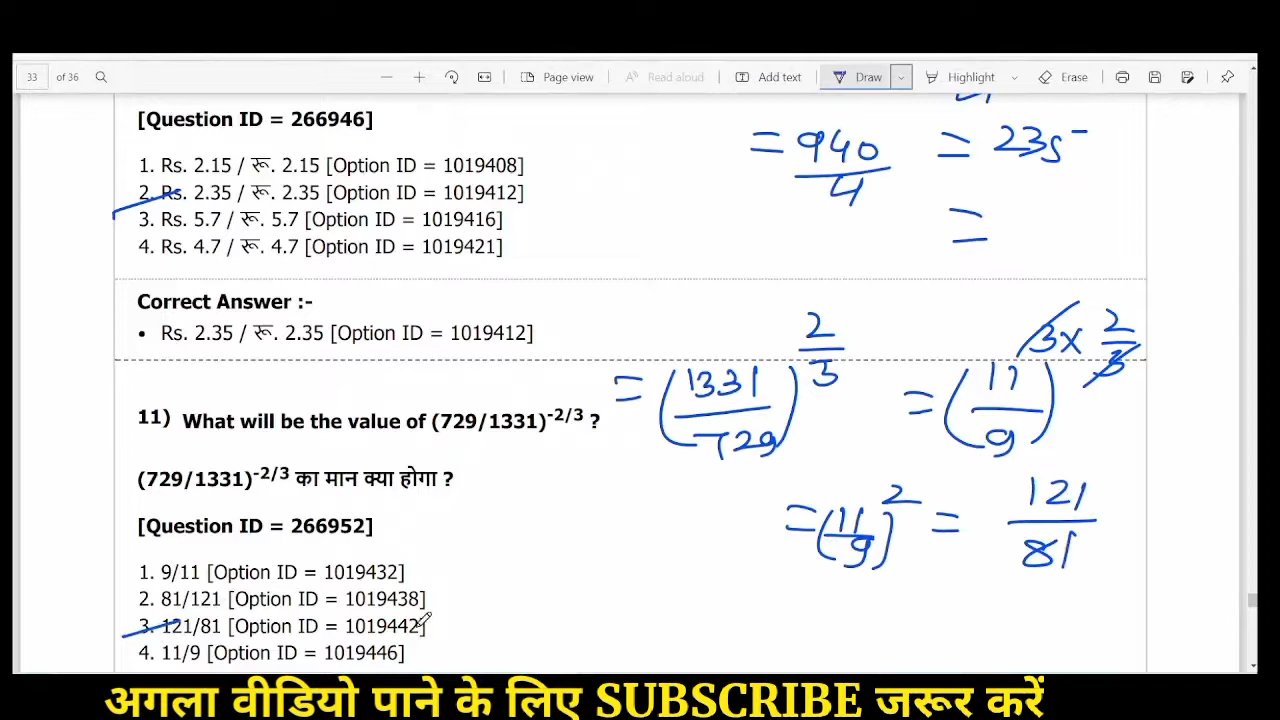 33 of 36 Page view Read aloud Add text Draw Highlight Erase
[Question ID = 266946]
1. Rs. 2.15 / रू. 2.15 [Option ID = 1019408]
2. Rs. 2.35 / रू. 2.35 [Option ID = 1019412]
3. Rs. 5.7 / रू. 5.7 [Option ID = 1019416]
4. Rs. 4.7 / रू. 4.7 [Option ID = 1019421]
= 940/4 = 235
=
Correct Answer :-
• Rs. 2.35 / रू. 2.35 [Option ID = 1019412]
= (1331/729)^2/3 = (11/9)^3x2/3
11) What will be the value of (729/1331)^-2/3 ?
(729/1331)^-2/3 का मान क्या होगा ?
= (11/9)^2 = 121/81
[Question ID = 266952]
1. 9/11 [Option ID = 1019432]
2. 81/121 [Option ID = 1019438]
3. 121/81 [Option ID = 1019442]
4. 11/9 [Option ID = 1019446]
अगला वीडियो पाने के लिए SUBSCRIBE जरूर करें